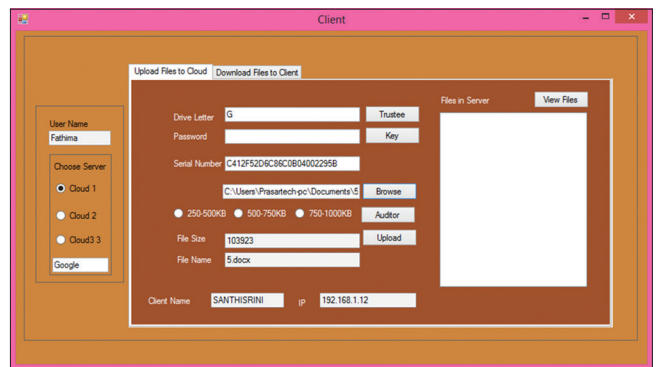 Client
Upload Files to Cloud
Download Files to Client
User Name
Fathima
Choose Server
Cloud 1
Cloud 2
Cloud3 3
Google
Drive Letter
G
Trustee
Password
Key
Serial Number
C412F52D6C86C0B04002295B
C:\Users\Prasartech-pc\Documents\5
Browse
250-500KB
500-750KB
750-1000KB
Auditor
File Size
103923
Upload
File Name
5.docx
Client Name
SANTHISRINI
IP
192.168.1.12
Files in Server
View Files